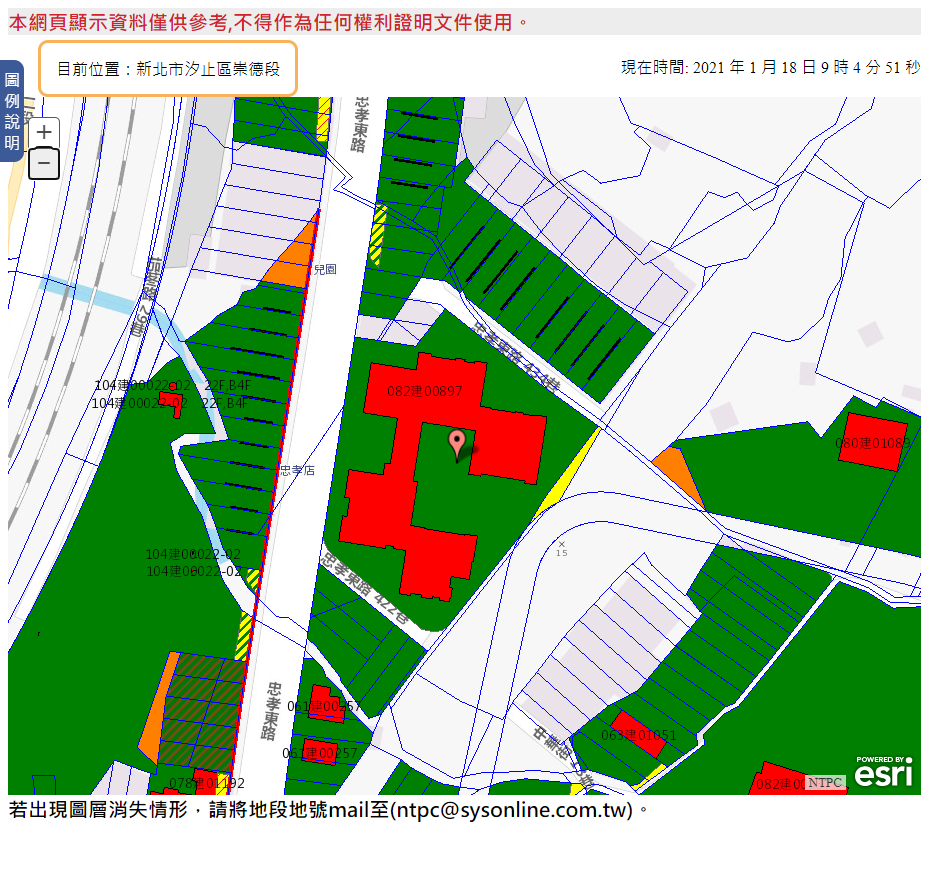 本網頁顯示資料僅供參考,不得作為任何權利證明文件使用。
目前位置：新北市汐止區崇德段
現在時間: 2021 年 1 月 18 日 9 時 4 分 51 秒
圖例說明
+
−
忠孝東路
兒園
忠孝東路 434巷
104建00022-02 22F,B4F
104建00022-02 22F,B4F
082建00897
080建01089
忠孝店
×
15
104建00022-02
104建00022-02
忠孝東路 422巷
忠孝東路
061建00257
061建00257
063建01051
078建01192
POWERED BY
esri
NTPC
若出現圖層消失情形，請將地段地號mail至(ntpc@sysonline.com.tw)。